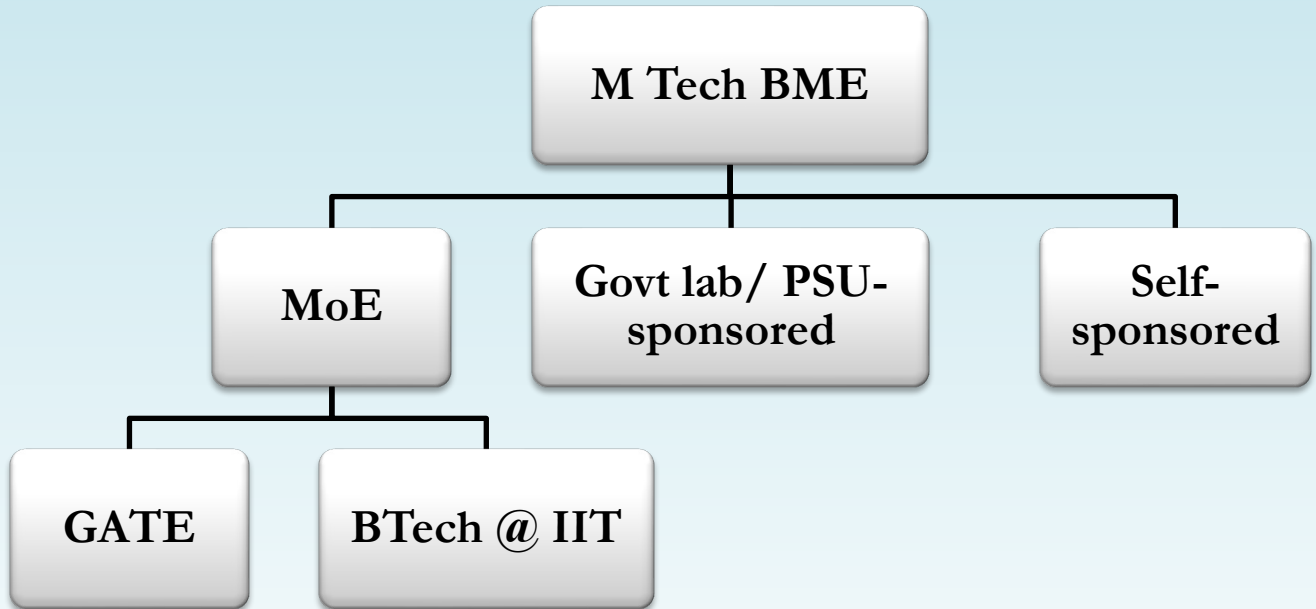 M Tech BME
MoE
Govt lab/ PSU-
sponsored
Self-
sponsored
GATE
BTech @ IIT